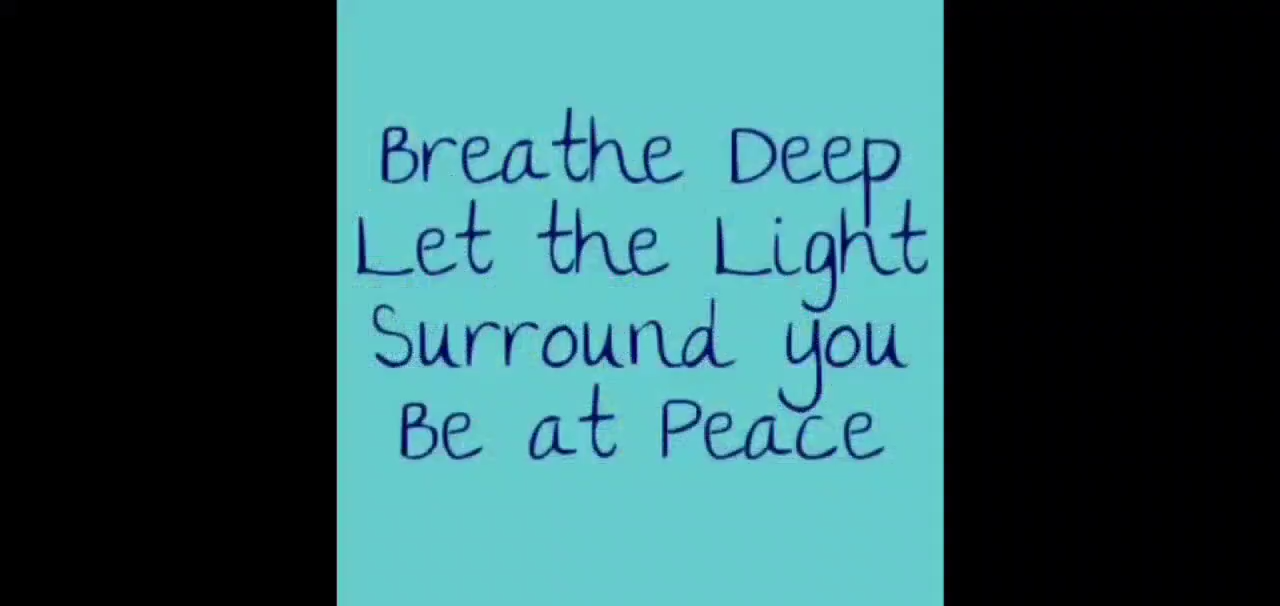 Breathe Deep
Let the Light
Surround you
Be at Peace